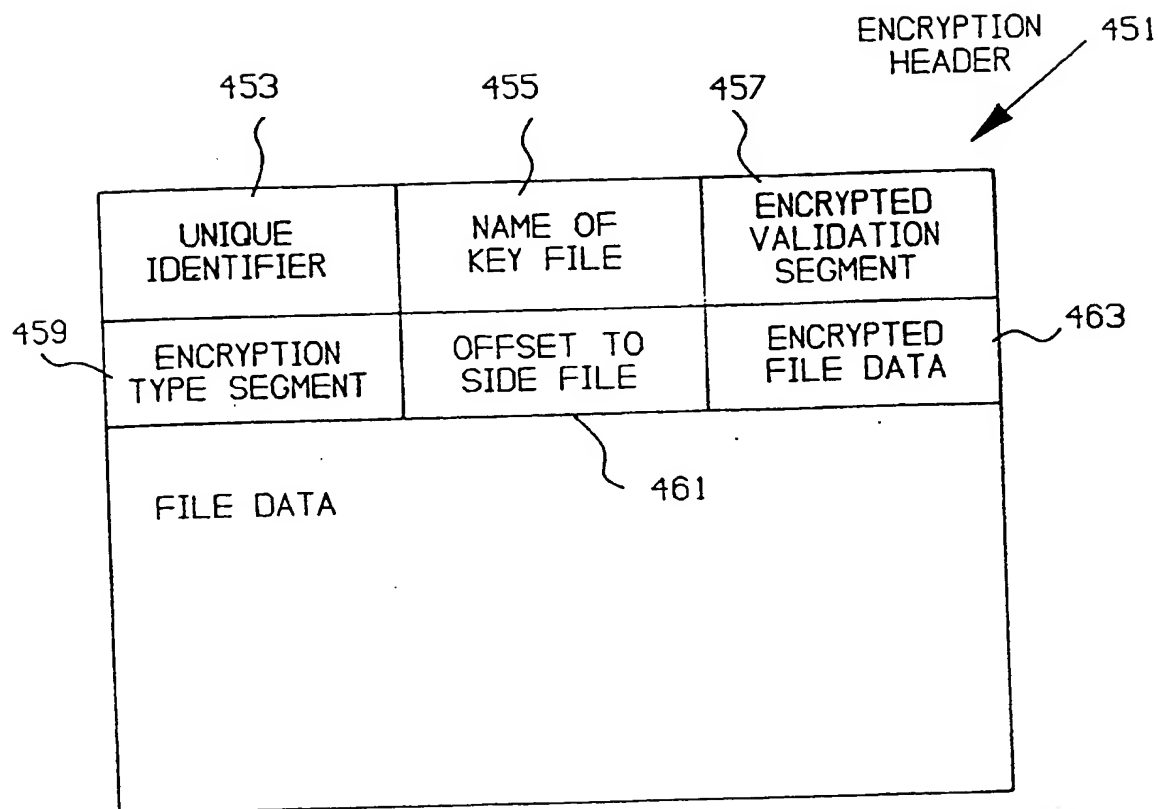 ENCRYPTION
HEADER
451
453
455
457
UNIQUE
IDENTIFIER
NAME OF
KEY FILE
ENCRYPTED
VALIDATION
SEGMENT
459
ENCRYPTION
TYPE SEGMENT
OFFSET TO
SIDE FILE
ENCRYPTED
FILE DATA
463
461
FILE DATA